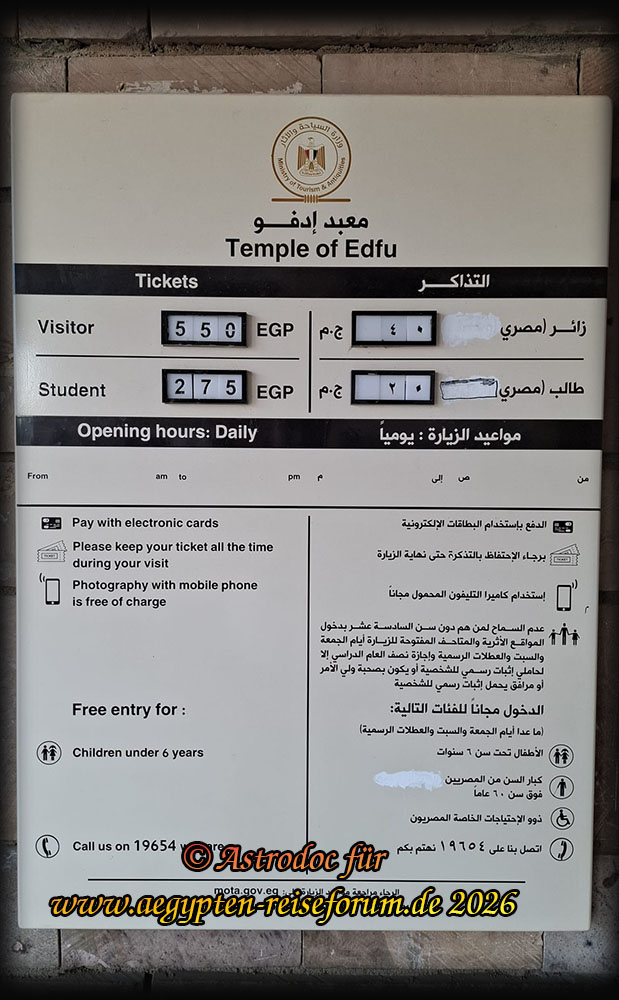 وزارة السياحة والآثار
Ministry of Tourism & Antiquities
معبد إدفو
Temple of Edfu
Tickets
التذاكر
Visitor 550 EGP
زائر (مصري ٤٠ ج.م
Student 275 EGP
طالب (مصري ٢٠ ج.م
Opening hours: Daily
مواعيد الزيارة : يومياً
From am to pm
من ص إلى م
Pay with electronic cards
Please keep your ticket all the time
during your visit
Photography with mobile phone
is free of charge
Free entry for :
Children under 6 years
Call us on 19654
الدفع بإستخدام البطاقات الإلكترونية
برجاء الإحتفاظ بالتذكرة حتى نهاية الزيارة
إستخدام كاميرا التليفون المحمول مجاناً
عدم السماح لمن هم دون سن السادسة عشر بدخول
المواقع الأثرية والمتاحف المفتوحة للزيارة أيام الجمعة
والسبت والعطلات الرسمية وإجازة نصف العام الدراسي إلا
لحاملي إثبات رسمي للشخصية أو يكون بصحبة ولي الأمر
أو مرافق يحمل إثبات رسمي للشخصية
الدخول مجاناً للفئات التالية:
(ما عدا أيام الجمعة والسبت والعطلات الرسمية)
الأطفال تحت سن ٦ سنوات
كبار السن من المصريين
فوق سن ٦٠ عاماً
ذوو الإحتياجات الخاصة المصريون
اتصل بنا على ١٩٦٥٤ نهتم بكم
الرجاء مراجعة الزيارة mota.gov.eg
© Astrodoc für
www.aegypten-reiseforum.de 2026